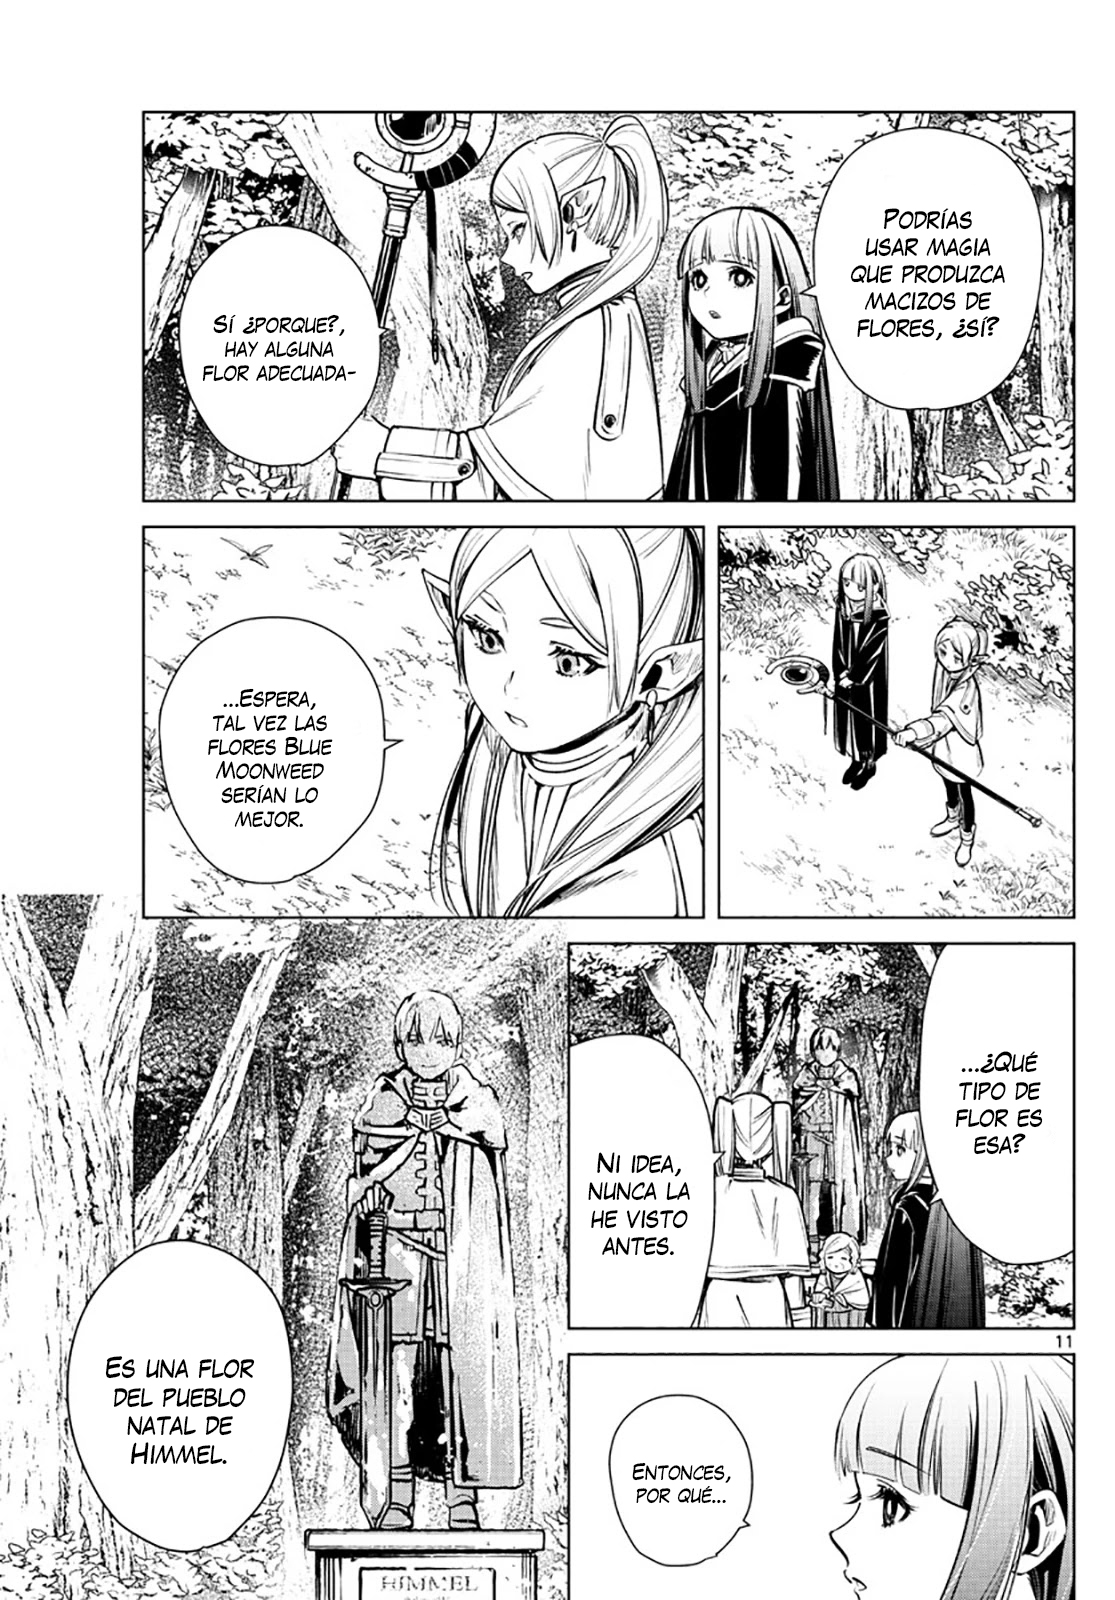 Podrías
usar magia
que produzca
macizos de
flores, ¿sí?
Sí ¿porque?,
hay alguna
flor adecuada-
...Espera,
tal vez las
flores Blue
Moonweed
serían lo
mejor.
...¿Qué
tipo de
flor es
esa?
Ni idea,
nunca la
he visto
antes.
11
Entonces,
por qué...
Es una flor
del pueblo
natal de
Himmel.
HIMMEL